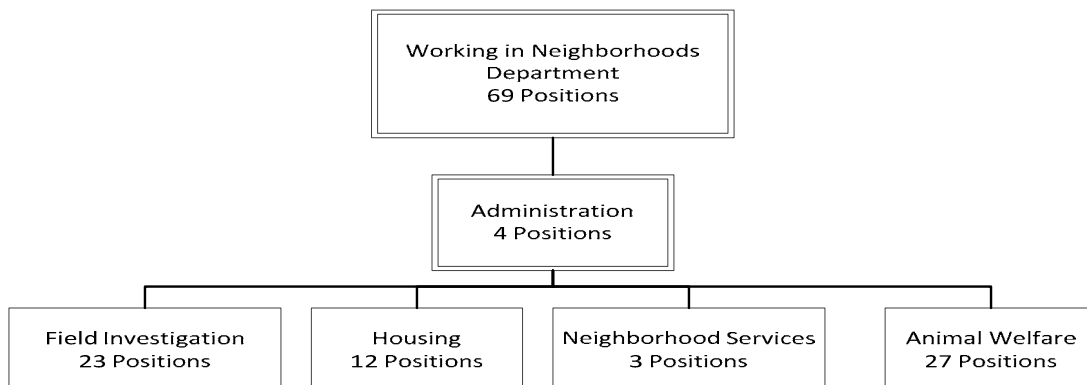 Working in Neighborhoods
Department
69 Positions
Administration
4 Positions
Field Investigation
23 Positions
Housing
12 Positions
Neighborhood Services
3 Positions
Animal Welfare
27 Positions